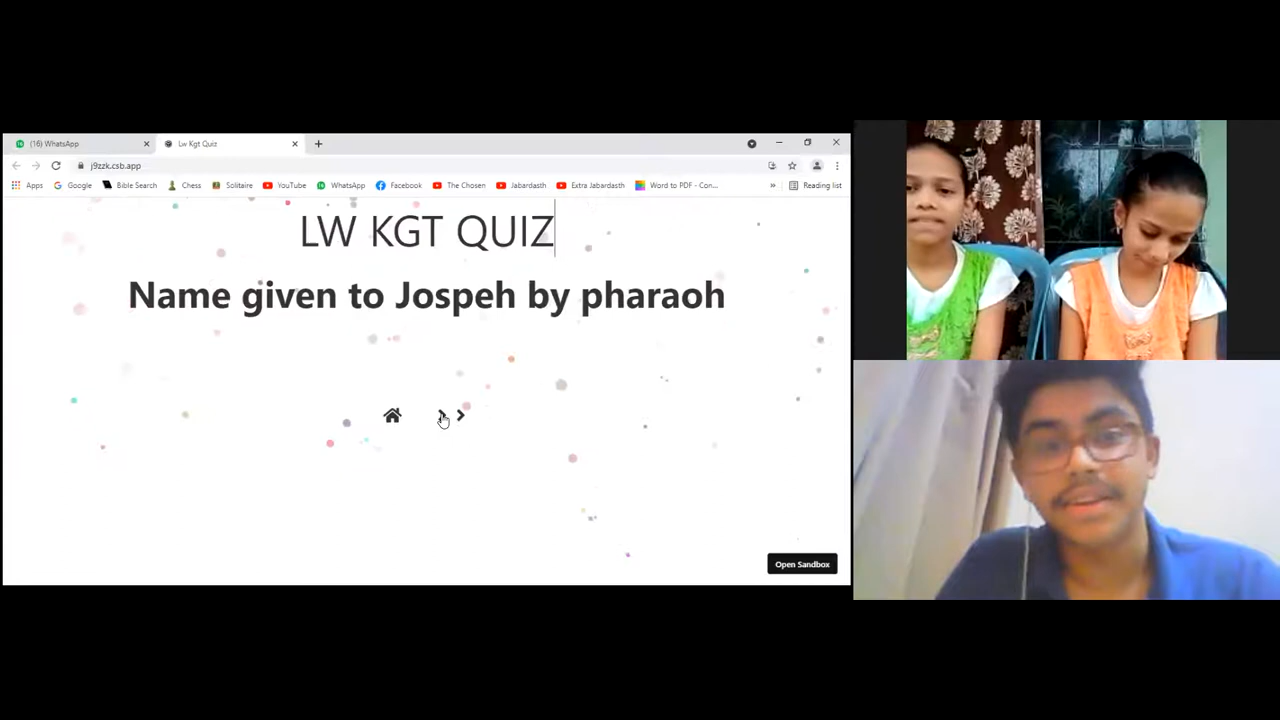 (16) WhatsApp
Lw Kgt Quiz
j9zzk.csb.app
Apps
Google
Bible Search
Chess
Solitaire
YouTube
WhatsApp
Facebook
The Chosen
Jabardasth
Extra Jabardasth
Word to PDF - Con...
Reading list
LW KGT QUIZ
Name given to Jospeh by pharaoh
Open Sandbox